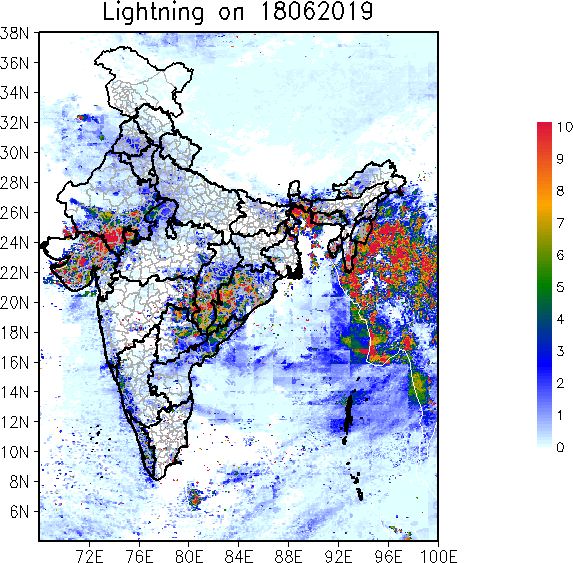 Lightning on 18062019
38N
36N
34N
32N
30N
28N
26N
24N
22N
20N
18N
16N
14N
12N
10N
8N
6N
72E 76E 80E 84E 88E 92E 96E 100E
10
9
8
7
6
5
4
3
2
1
0